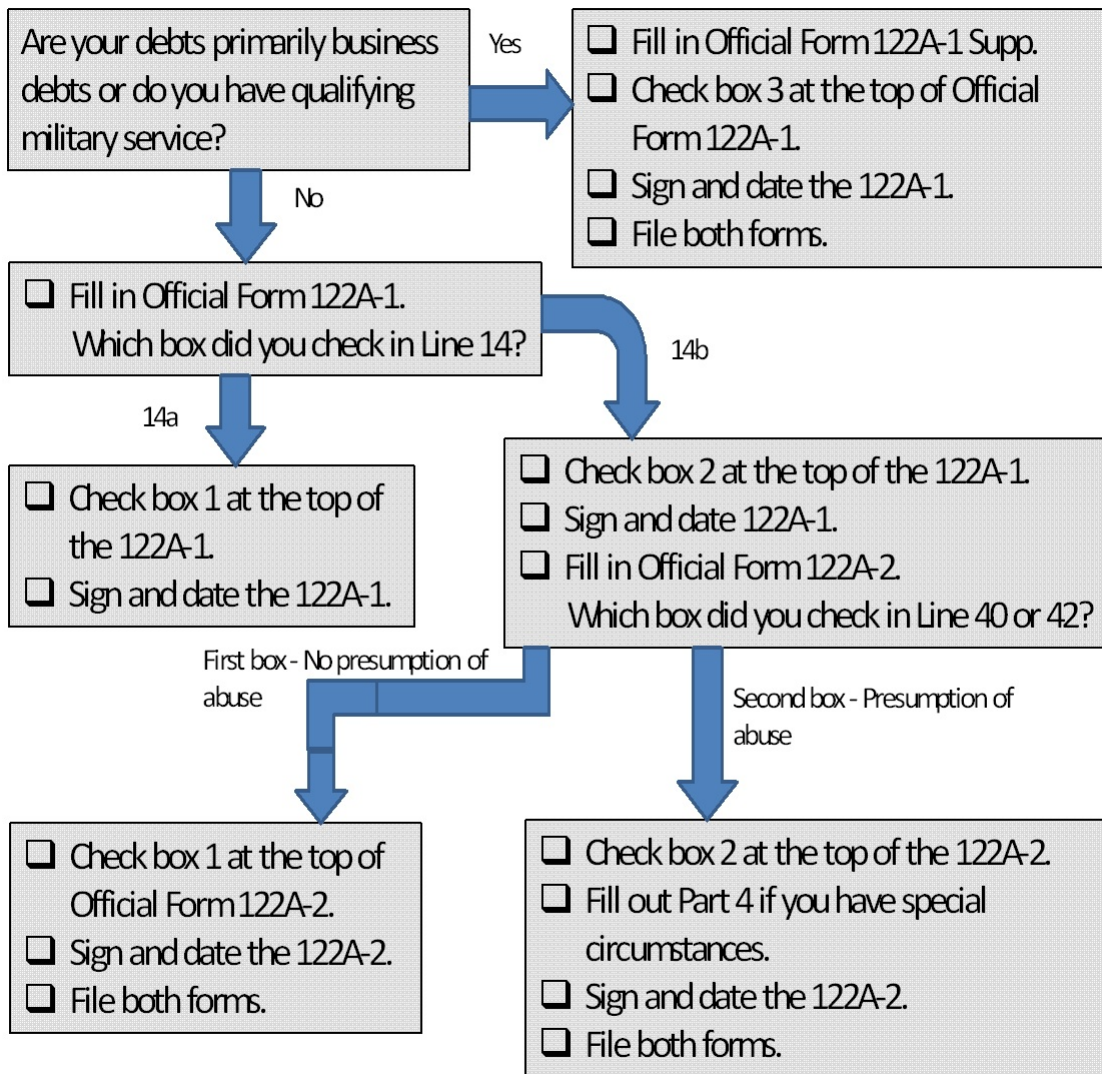 Are your debts primarily business
debts or do you have qualifying
military service?
Yes
❑ Fill in Official Form 122A-1 Supp.
❑ Check box 3 at the top of Official
Form 122A-1.
❑ Sign and date the 122A-1.
❑ File both forms.
No
❑ Fill in Official Form 122A-1.
Which box did you check in Line 14?
14a
14b
❑ Check box 1 at the top of
the 122A-1.
❑ Sign and date the 122A-1.
❑ Check box 2 at the top of the 122A-1.
❑ Sign and date 122A-1.
❑ Fill in Official Form 122A-2.
Which box did you check in Line 40 or 42?
First box - No presumption of
abuse
Second box - Presumption of
abuse
❑ Check box 1 at the top of
Official Form 122A-2.
❑ Sign and date the 122A-2.
❑ File both forms.
❑ Check box 2 at the top of the 122A-2.
❑ Fill out Part 4 if you have special
circumstances.
❑ Sign and date the 122A-2.
❑ File both forms.